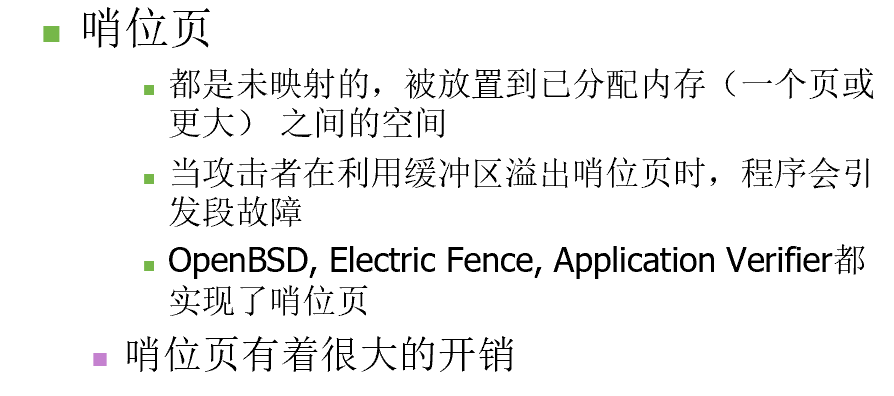 哨位页
都是未映射的，被放置到已分配内存（一个页或
更大） 之间的空间
当攻击者在利用缓冲区溢出哨位页时，程序会引
发段故障
OpenBSD, Electric Fence, Application Verifier都
实现了哨位页
哨位页有着很大的开销